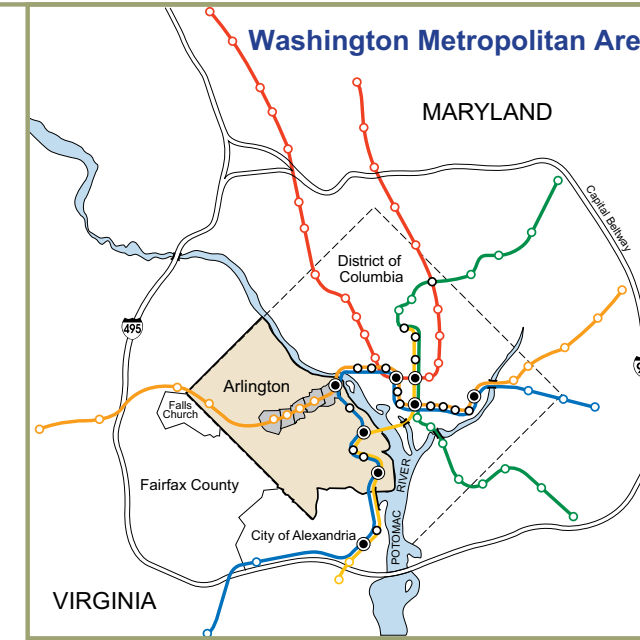 Washington Metropolitan Are
MARYLAND
Capital Beltway
District of
Columbia
495
Arlington
Falls
Church
Fairfax County
RIVER
POTOMAC
City of Alexandria
VIRGINIA